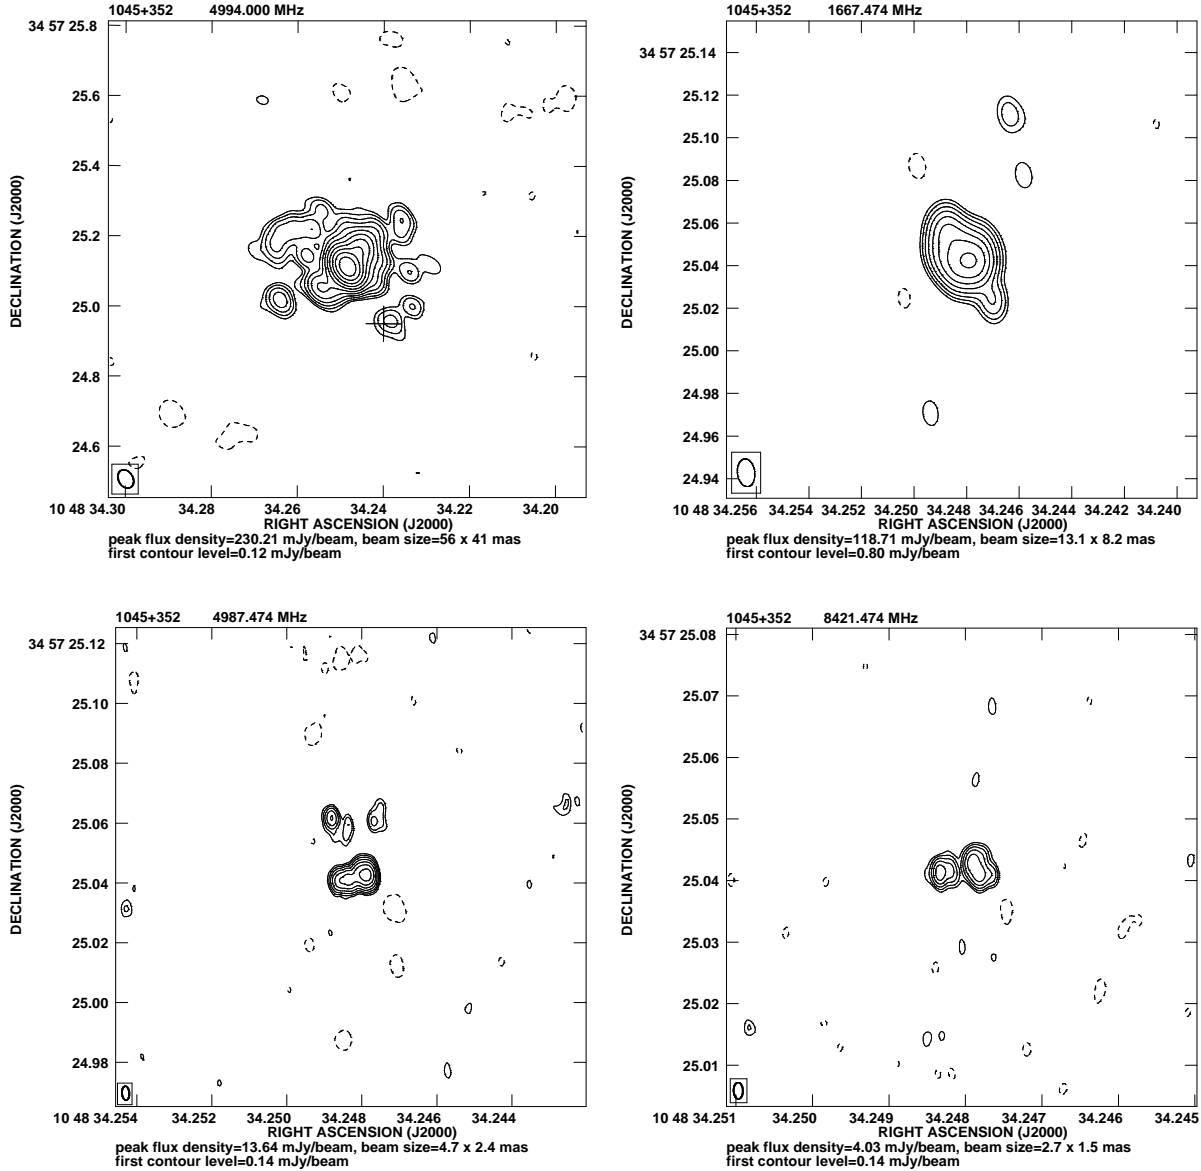 1045+352 4994.000 MHz
34 57 25.8
25.6
25.4
25.2
25.0
24.8
24.6
DECLINATION (J2000)
10 48 34.30 34.28 34.26 34.24 34.22 34.20
RIGHT ASCENSION (J2000)
peak flux density=230.21 mJy/beam, beam size=56 x 41 mas
first contour level=0.12 mJy/beam
1045+352 1667.474 MHz
34 57 25.14
25.12
25.10
25.08
25.06
25.04
25.02
25.00
24.98
24.96
24.94
DECLINATION (J2000)
10 48 34.256 34.254 34.252 34.250 34.248 34.246 34.244 34.242 34.240
RIGHT ASCENSION (J2000)
peak flux density=118.71 mJy/beam, beam size=13.1 x 8.2 mas
first contour level=0.80 mJy/beam
1045+352 4987.474 MHz
34 57 25.12
25.10
25.08
25.06
25.04
25.02
25.00
24.98
DECLINATION (J2000)
10 48 34.254 34.252 34.250 34.248 34.246 34.244
RIGHT ASCENSION (J2000)
peak flux density=13.64 mJy/beam, beam size=4.7 x 2.4 mas
first contour level=0.14 mJy/beam
1045+352 8421.474 MHz
34 57 25.08
25.07
25.06
25.05
25.04
25.03
25.02
25.01
DECLINATION (J2000)
10 48 34.251 34.250 34.249 34.248 34.247 34.246 34.245
RIGHT ASCENSION (J2000)
peak flux density=4.03 mJy/beam, beam size=2.7 x 1.5 mas
first contour level=0.14 mJy/beam